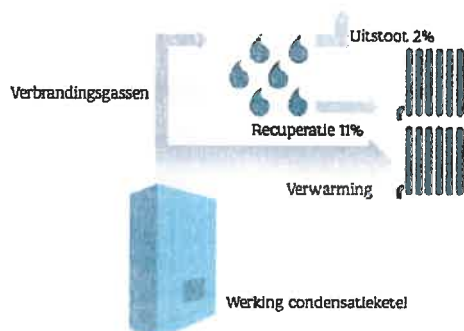 Uitstoot 2%
Verbrandingsgassen
Recuperatie 11%
Verwarming
Werking condensatieketel